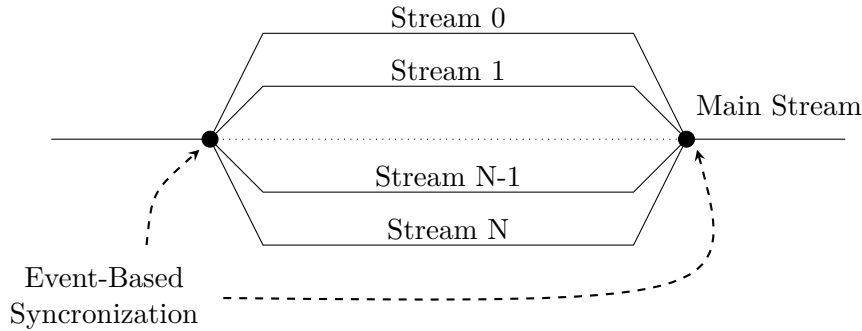 Stream 0
Stream 1
Main Stream
Stream N-1
Stream N
Event-Based
Syncronization